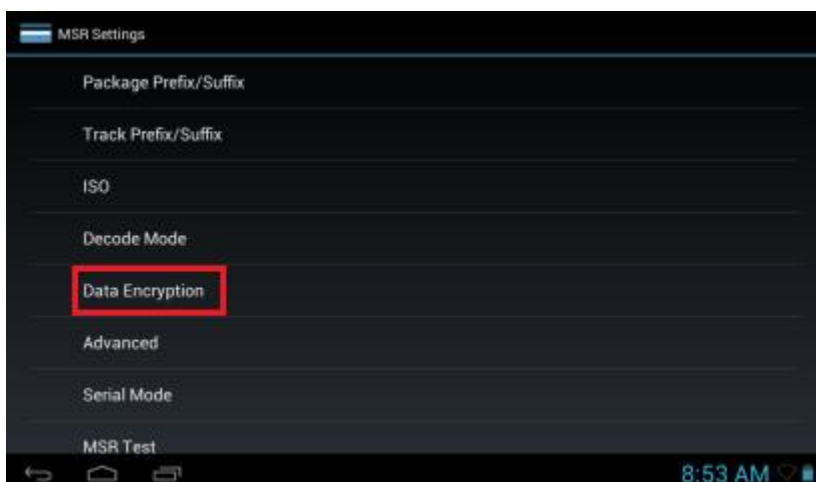 MSR Settings
Package Prefix/Suffix
Track Prefix/Suffix
ISO
Decode Mode
Data Encryption
Advanced
Serial Mode
MSR Test
8:53 AM